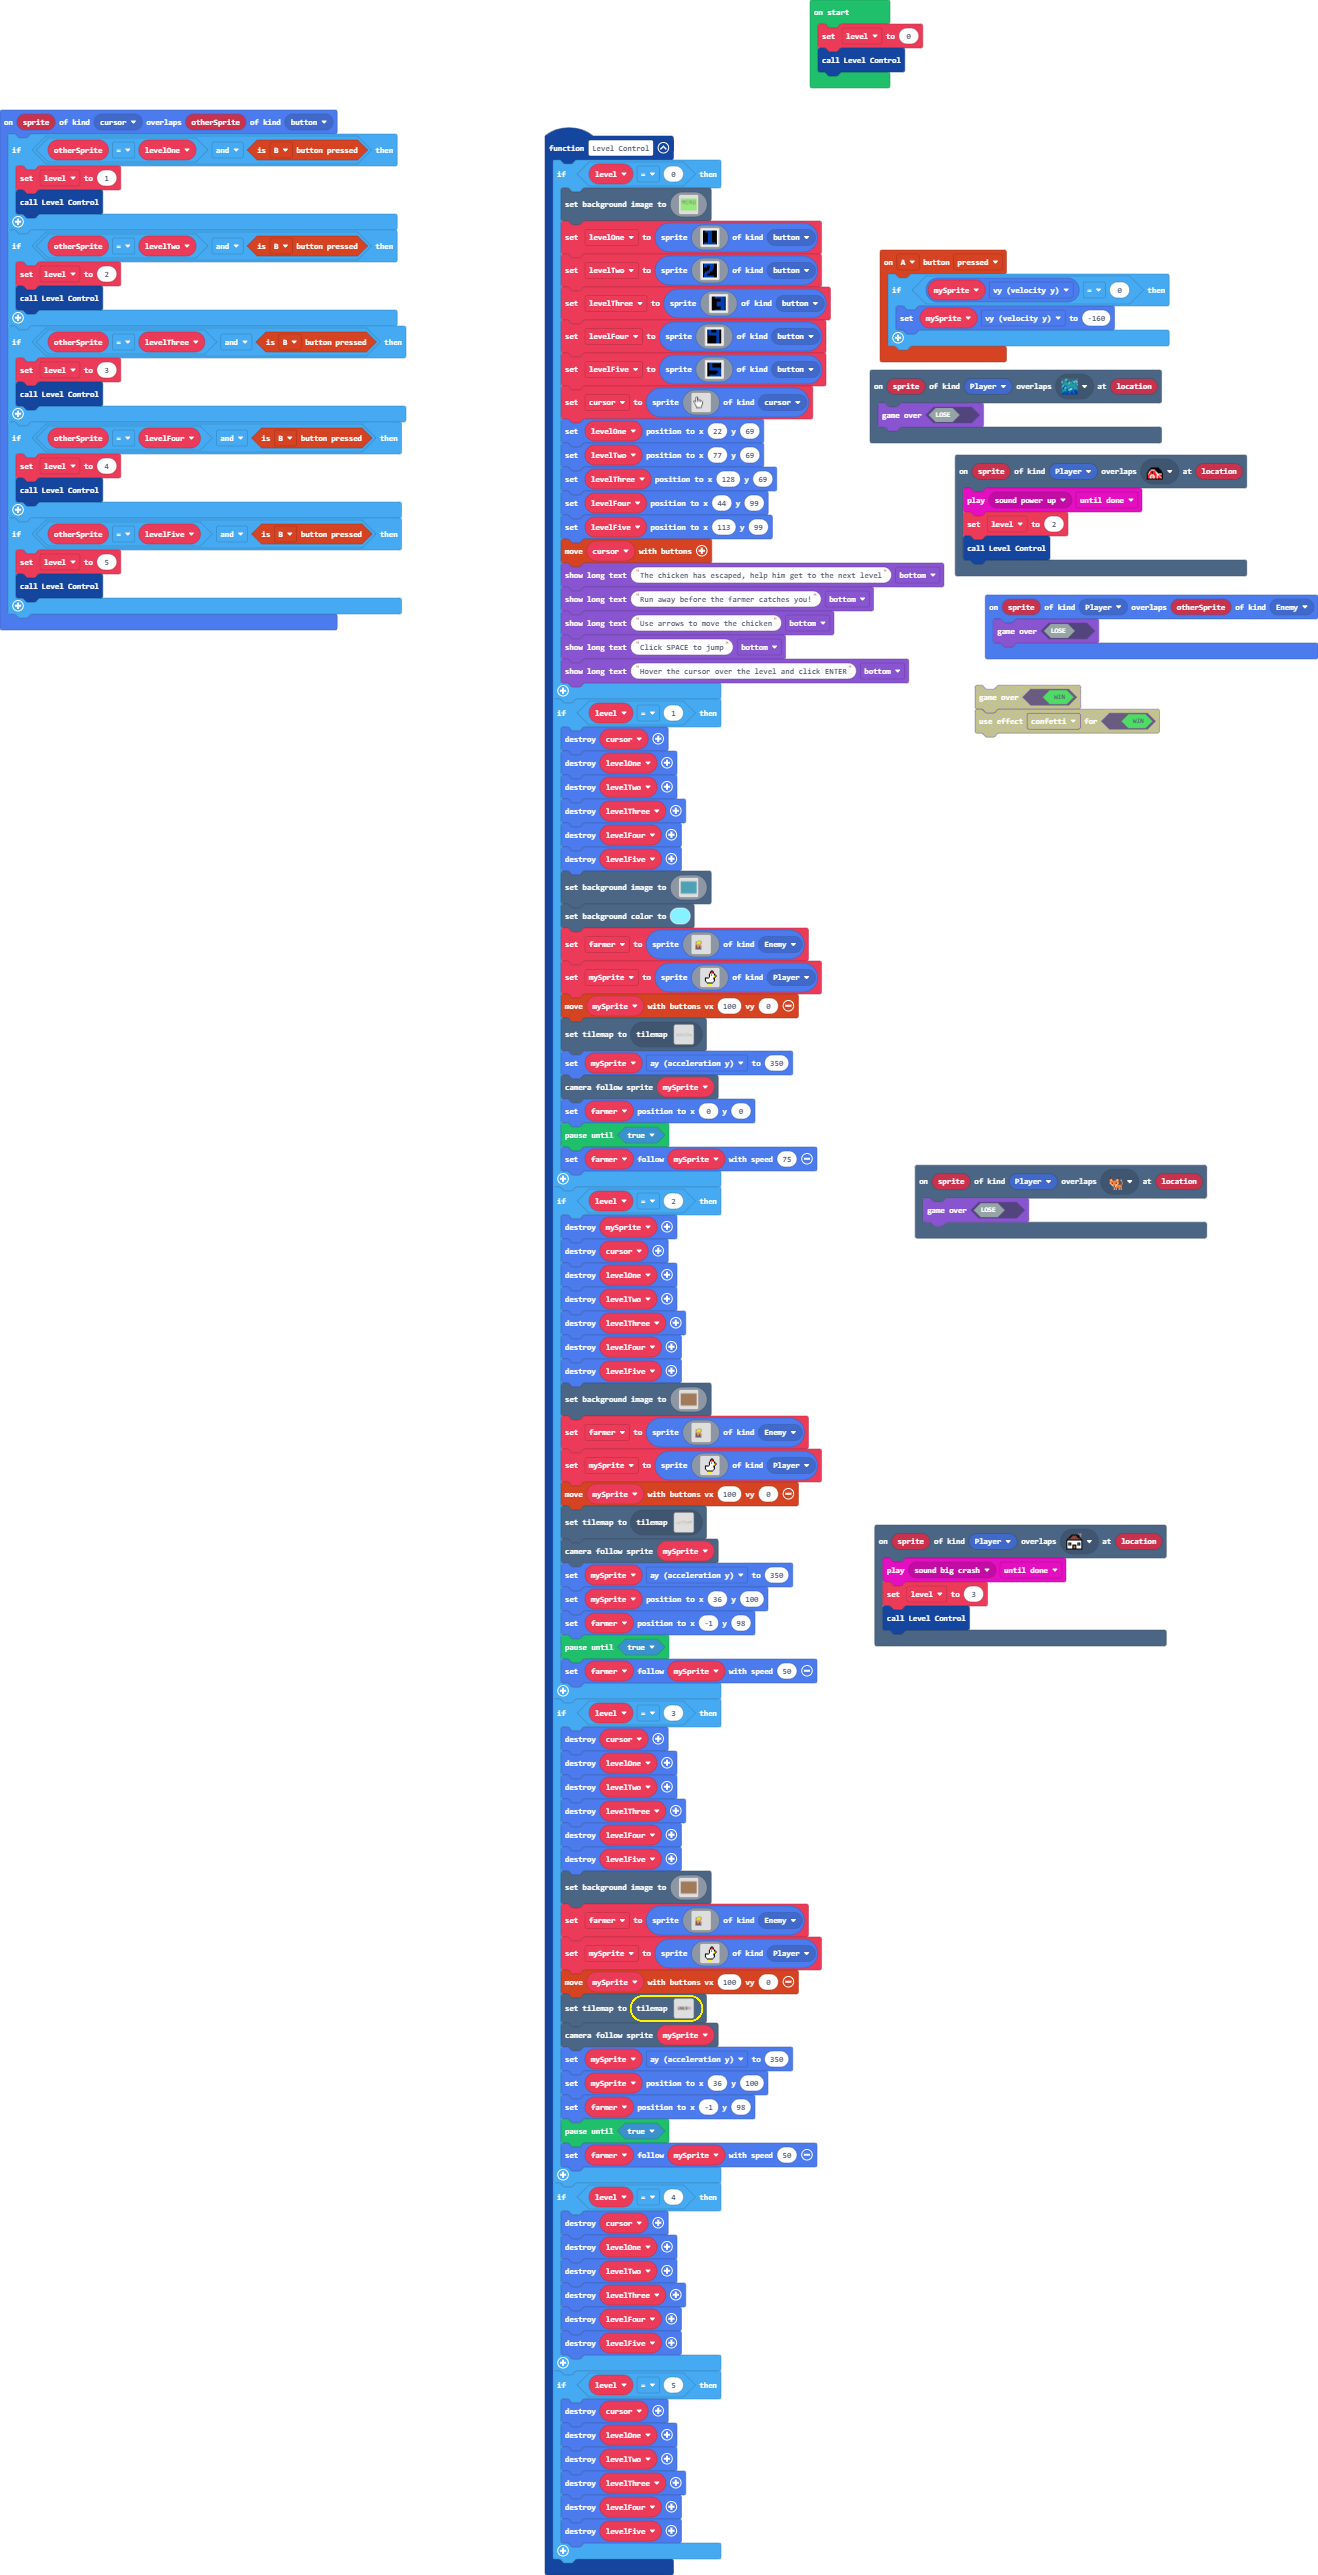 on start
set level to 0
call Level Control
on sprite of kind cursor overlaps otherSprite of kind button
if otherSprite = levelOne and is B button pressed then
set level to 1
call Level Control
if otherSprite = levelTwo and is B button pressed then
set level to 2
call Level Control
if otherSprite = levelThree and is B button pressed then
set level to 3
call Level Control
if otherSprite = levelFour and is B button pressed then
set level to 4
call Level Control
if otherSprite = levelFive and is B button pressed then
set level to 5
call Level Control
function Level Control
if level = 0 then
set background image to
set levelOne to sprite of kind button
set levelTwo to sprite of kind button
set levelThree to sprite of kind button
set levelFour to sprite of kind button
set levelFive to sprite of kind button
set cursor to sprite of kind cursor
set levelOne position to x 22 y 69
set levelTwo position to x 77 y 69
set levelThree position to x 128 y 69
set levelFour position to x 44 y 99
set levelFive position to x 113 y 99
move cursor with buttons
show long text "The chicken has escaped, help him get to the next level" bottom
show long text "Run away before the farmer catches you!" bottom
show long text "Use arrows to move the chicken" bottom
show long text "Click SPACE to jump" bottom
show long text "Hover the cursor over the level and click ENTER" bottom
if level = 1 then
destroy cursor
destroy levelOne
destroy levelTwo
destroy levelThree
destroy levelFour
destroy levelFive
set background image to
set background color to
set farmer to sprite of kind Enemy
set mySprite to sprite of kind Player
move mySprite with buttons vx 100 vy 0
set tilemap to tilemap
set mySprite ay (acceleration y) to 350
camera follow sprite mySprite
set farmer position to x 0 y 0
pause until true
set farmer follow mySprite with speed 75
if level = 2 then
destroy mySprite
destroy cursor
destroy levelOne
destroy levelTwo
destroy levelThree
destroy levelFour
destroy levelFive
set background image to
set farmer to sprite of kind Enemy
set mySprite to sprite of kind Player
move mySprite with buttons vx 100 vy 0
set tilemap to tilemap
camera follow sprite mySprite
set mySprite ay (acceleration y) to 350
set mySprite position to x 36 y 100
set farmer position to x -1 y 98
pause until true
set farmer follow mySprite with speed 50
if level = 3 then
destroy cursor
destroy levelOne
destroy levelTwo
destroy levelThree
destroy levelFour
destroy levelFive
set background image to
set farmer to sprite of kind Enemy
set mySprite to sprite of kind Player
move mySprite with buttons vx 100 vy 0
set tilemap to tilemap
camera follow sprite mySprite
set mySprite ay (acceleration y) to 350
set mySprite position to x 36 y 100
set farmer position to x -1 y 98
pause until true
set farmer follow mySprite with speed 50
if level = 4 then
destroy cursor
destroy levelOne
destroy levelTwo
destroy levelThree
destroy levelFour
destroy levelFive
if level = 5 then
destroy cursor
destroy levelOne
destroy levelTwo
destroy levelThree
destroy levelFour
destroy levelFive
on A button pressed
if mySprite vy (velocity y) = 0 then
set mySprite vy (velocity y) to -160
on sprite of kind Player overlaps at location
game over LOSE
on sprite of kind Player overlaps at location
play sound power up until done
set level to 2
call Level Control
on sprite of kind Player overlaps otherSprite of kind Enemy
game over LOSE
game over WIN
use effect confetti for WIN
on sprite of kind Player overlaps at location
game over LOSE
on sprite of kind Player overlaps at location
play sound big crash until done
set level to 3
call Level Control